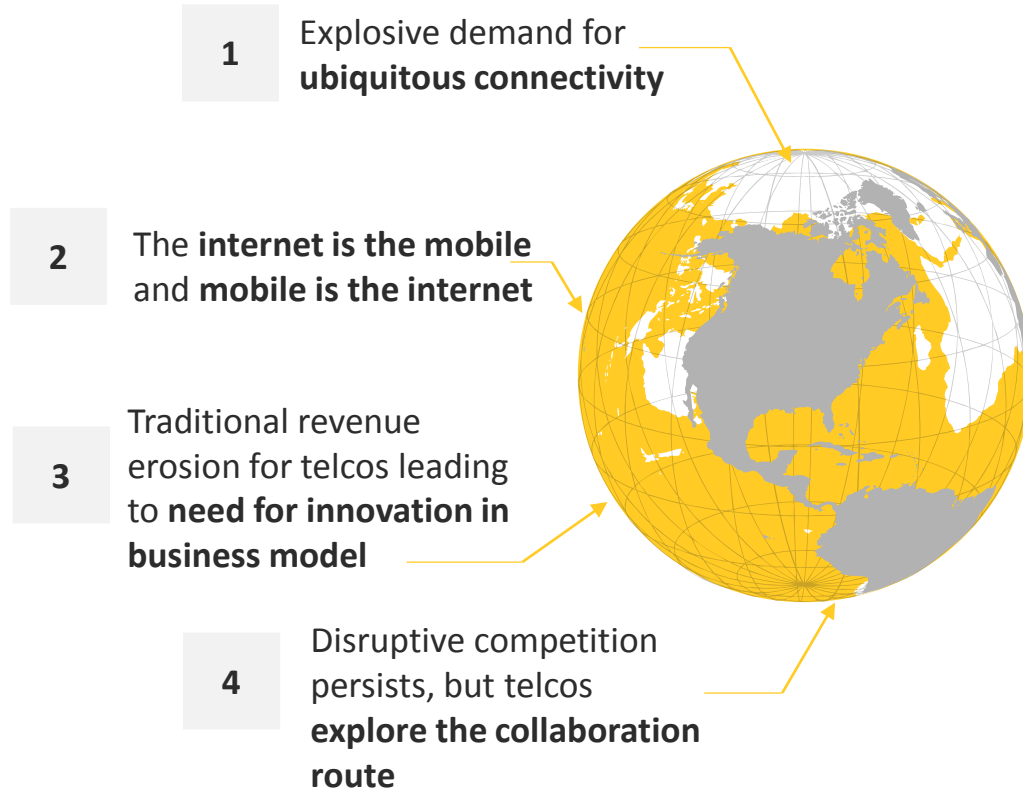 1
Explosive demand for
ubiquitous connectivity
2
The internet is the mobile
and mobile is the internet
3
Traditional revenue
erosion for telcos leading
to need for innovation in
business model
4
Disruptive competition
persists, but telcos
explore the collaboration
route